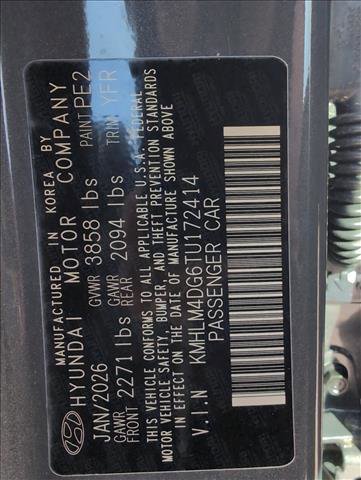 MANUFACTURED IN KOREA BY
HYUNDAI MOTOR COMPANY
JAN/2026 GVWR 3858 lbs PAINT PE2
GAWR FRONT 2271 lbs GAWR REAR 2094 lbs TRIM YFR
THIS VEHICLE CONFORMS TO ALL APPLICABLE U.S.A. FEDERAL
MOTOR VEHICLE SAFETY, BUMPER, AND THEFT PREVENTION STANDARDS
IN EFFECT ON THE DATE OF MANUFACTURE SHOWN ABOVE
V.I.N KMHLM4DG6TU172414
PASSENGER CAR